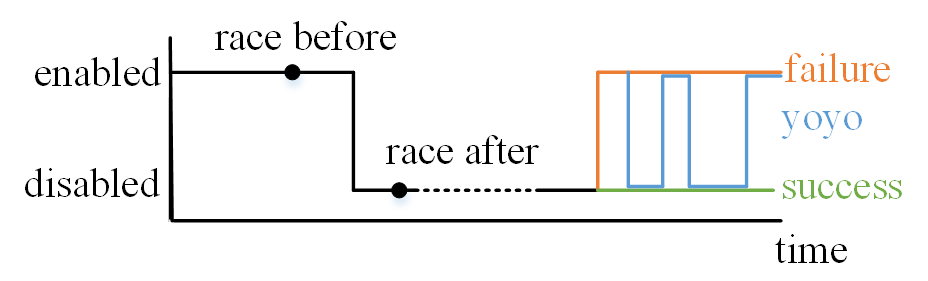 race before
enabled
failure
yoyo
race after
disabled
success
time